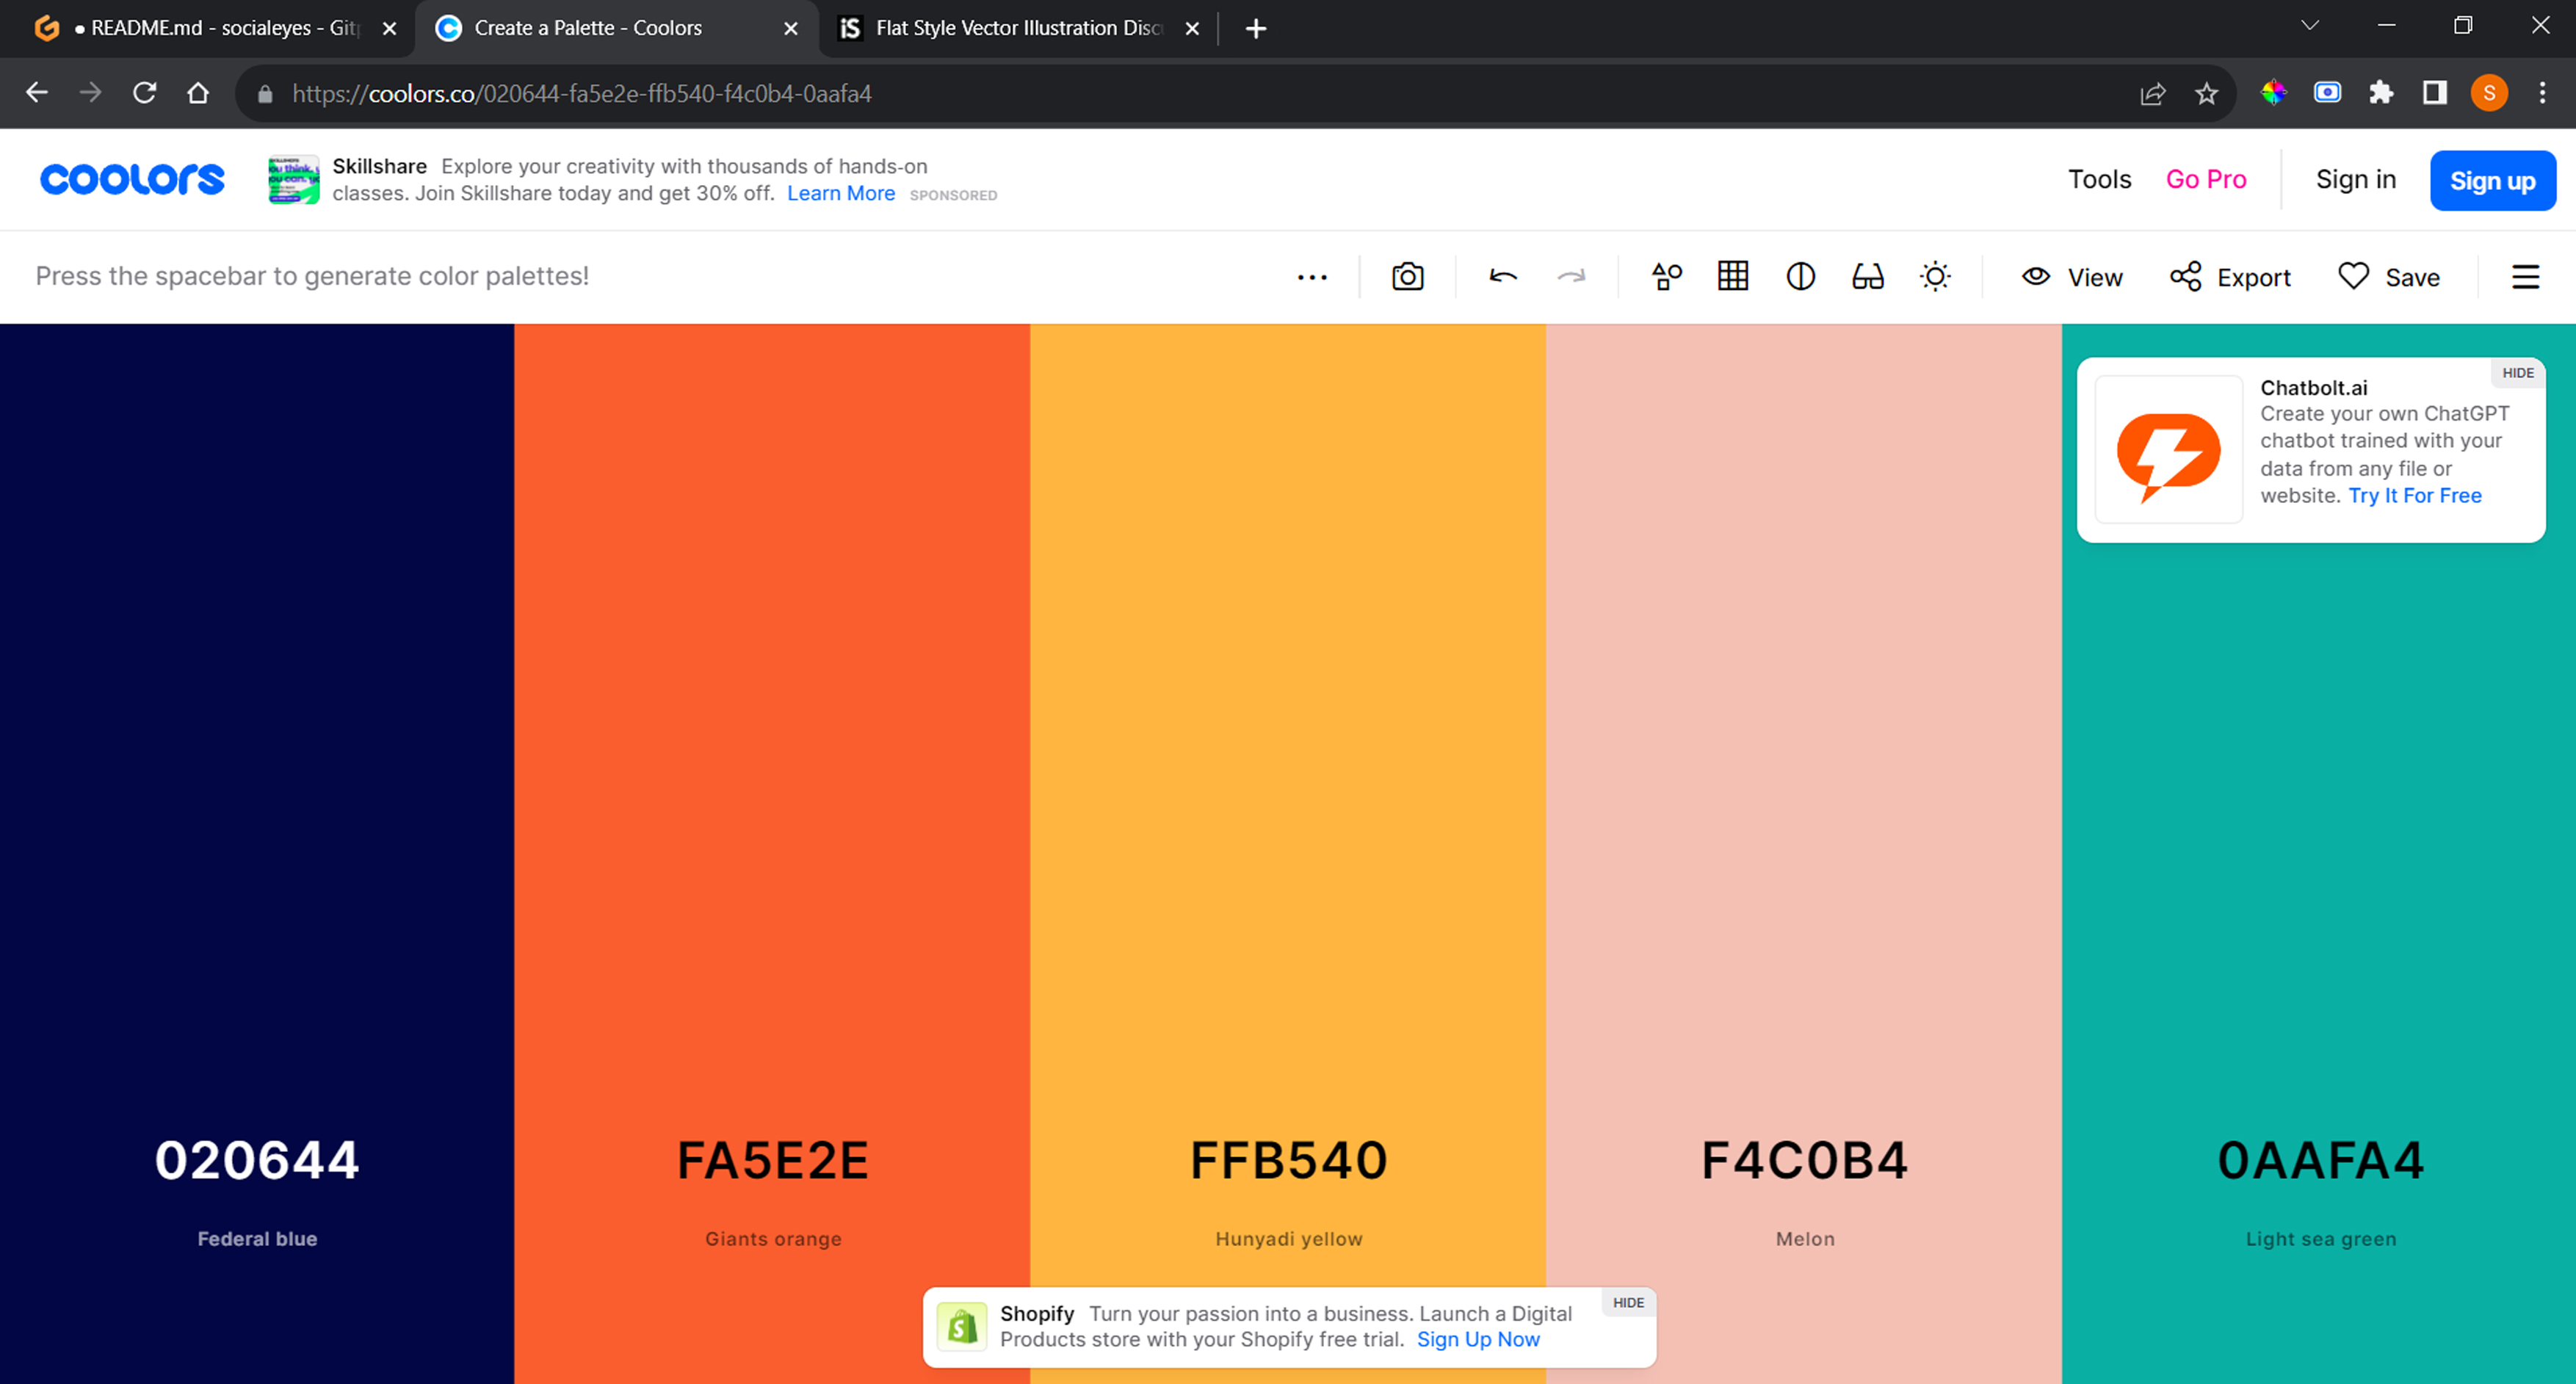 README.md - socialeyes - Git
Create a Palette - Coolors
Flat Style Vector Illustration Disc
https://coolors.co/020644-fa5e2e-ffb540-f4c0b4-0aafa4
S
coolors
Skillshare Explore your creativity with thousands of hands-on
classes. Join Skillshare today and get 30% off. Learn More SPONSORED
Tools
Go Pro
Sign in
Sign up
Press the spacebar to generate color palettes!
View
Export
Save
HIDE
Chatbolt.ai
Create your own ChatGPT
chatbot trained with your
data from any file or
website. Try It For Free
020644
FA5E2E
FFB540
F4C0B4
0AAFA4
Federal blue
Giants orange
Hunyadi yellow
Melon
Light sea green
HIDE
Shopify Turn your passion into a business. Launch a Digital
Products store with your Shopify free trial. Sign Up Now